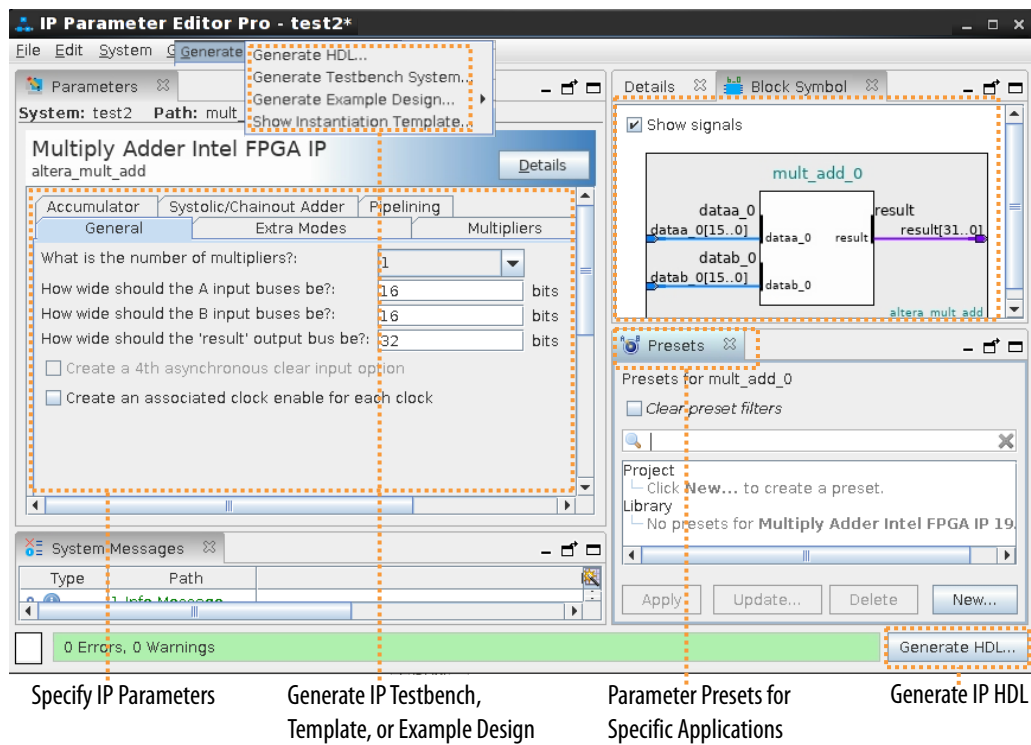 IP Parameter Editor Pro - test2*
File Edit System G Generate
Generate HDL...
Generate Testbench System...
Generate Example Design...
Show Instantiation Template...
Parameters
System: test2 Path: mult_
Multiply Adder Intel FPGA IP
altera_mult_add
Details
Accumulator Systolic/Chainout Adder Pipelining
General Extra Modes Multipliers
What is the number of multipliers?: 1
How wide should the A input buses be?: 16 bits
How wide should the B input buses be?: 16 bits
How wide should the 'result' output bus be?: 32 bits
Create a 4th asynchronous clear input option
Create an associated clock enable for each clock
System Messages
Type Path
1 Info Message
0 Errors, 0 Warnings
Details Block Symbol
Show signals
mult_add_0
dataa_0 result
dataa_0[15..0] dataa_0 result result[31..0]
datab_0
datab_0[15..0] datab_0
altera_mult_add
Presets
Presets for mult_add_0
Clear preset filters
Project
Click New... to create a preset.
Library
No presets for Multiply Adder Intel FPGA IP 19.
Apply Update... Delete New...
Generate HDL...
Specify IP Parameters
Generate IP Testbench,
Template, or Example Design
Parameter Presets for
Specific Applications
Generate IP HDL